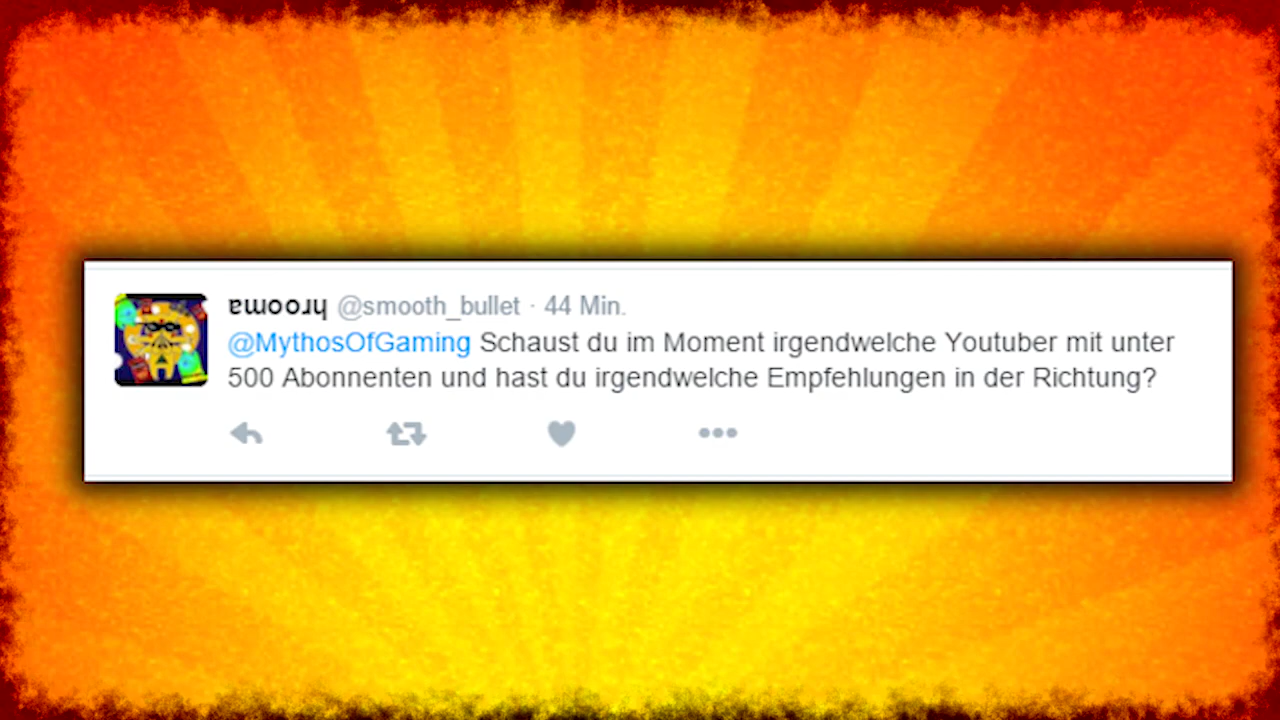 ɐɯooɹɥ @smooth_bullet · 44 Min.
@MythosOfGaming Schaust du im Moment irgendwelche Youtuber mit unter
500 Abonnenten und hast du irgendwelche Empfehlungen in der Richtung?